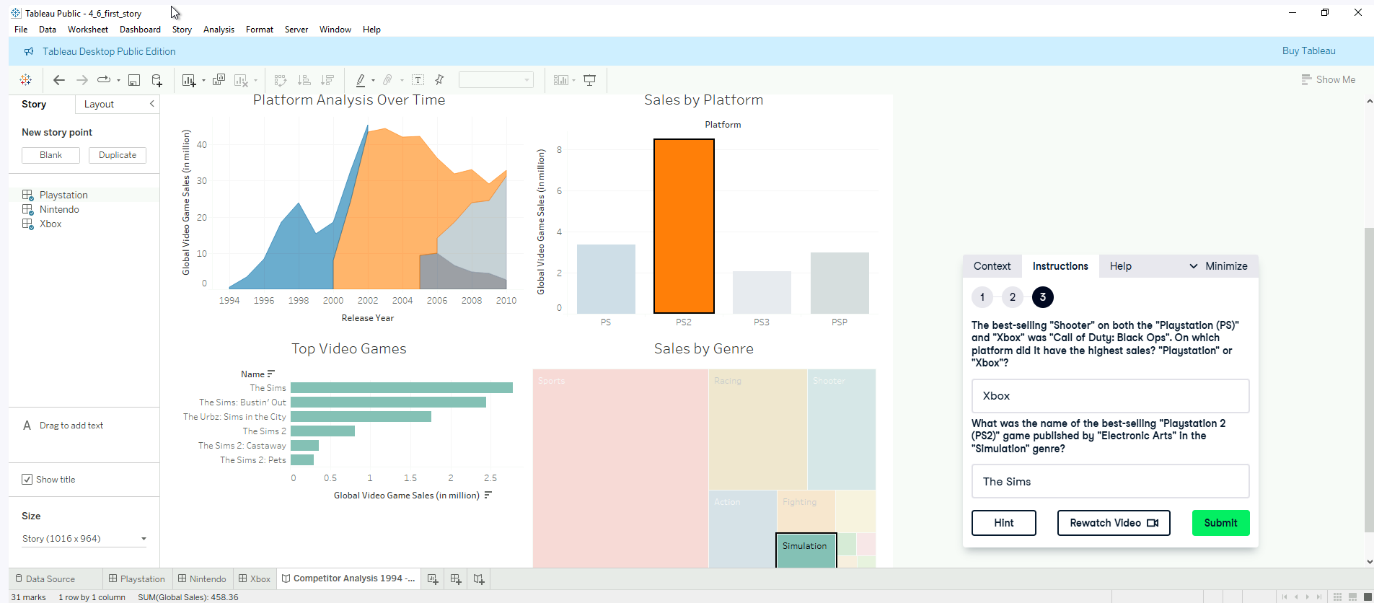 Tableau Public - 4_6_first_story
File Data Worksheet Dashboard Story Analysis Format Server Window Help
Tableau Desktop Public Edition
Buy Tableau
Show Me
Story
Layout
New story point
Blank
Duplicate
Playstation
Nintendo
Xbox
A Drag to add text
Show title
Size
Story (1016 x 964)
Platform Analysis Over Time
Global Video Game Sales (in million)
40
30
20
10
0
1994 1996 1998 2000 2002 2004 2006 2008 2010
Release Year
Sales by Platform
Platform
Global Video Game Sales (in million)
8
6
4
2
0
PS PS2 PS3 PSP
Top Video Games
Name
The Sims
The Sims: Bustin' Out
The Urbz: Sims in the City
The Sims 2
The Sims 2: Castaway
The Sims 2: Pets
0 0.5 1 1.5 2 2.5
Global Video Game Sales (in million)
Sales by Genre
Sports
Racing
Shooter
Action
Fighting
Simulation
Context
Instructions
Help
Minimize
1 2 3
The best-selling "Shooter" on both the "Playstation (PS)"
and "Xbox" was "Call of Duty: Black Ops". On which
platform did it have the highest sales? "Playstation" or
"Xbox"?
Xbox
What was the name of the best-selling "Playstation 2
(PS2)" game published by "Electronic Arts" in the
"Simulation" genre?
The Sims
Hint
Rewatch Video
Submit
Data Source
Playstation
Nintendo
Xbox
Competitor Analysis 1994 -...
31 marks 1 row by 1 column SUM(Global Sales): 458.36